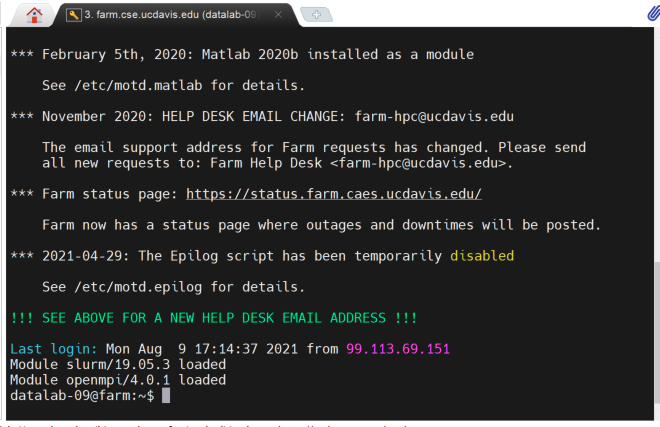 3. farm.cse.ucdavis.edu (datalab-09
*** February 5th, 2020: Matlab 2020b installed as a module
See /etc/motd.matlab for details.
*** November 2020: HELP DESK EMAIL CHANGE: farm-hpc@ucdavis.edu
The email support address for Farm requests has changed. Please send
all new requests to: Farm Help Desk <farm-hpc@ucdavis.edu>.
*** Farm status page: https://status.farm.caes.ucdavis.edu/
Farm now has a status page where outages and downtimes will be posted.
*** 2021-04-29: The Epilog script has been temporarily disabled
See /etc/motd.epilog for details.
!!! SEE ABOVE FOR A NEW HELP DESK EMAIL ADDRESS !!!
Last login: Mon Aug  9 17:14:37 2021 from 99.113.69.151
Module slurm/19.05.3 loaded
Module openmpi/4.0.1 loaded
datalab-09@farm:~$